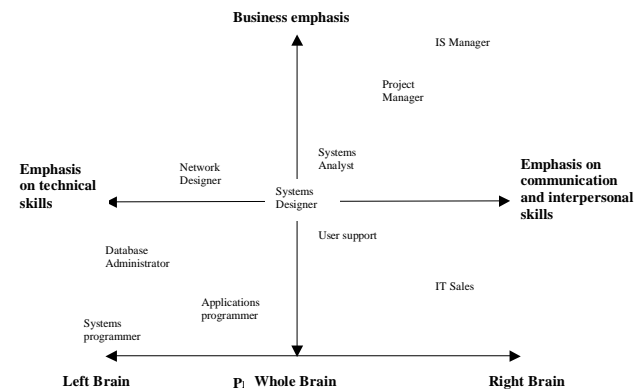 Business emphasis
IS Manager
Project
Manager
Systems
Analyst
Network
Designer
Emphasis
on technical
skills
Systems
Designer
Emphasis on
communication
and interpersonal
skills
User support
Database
Administrator
IT Sales
Applications
programmer
Systems
programmer
Left Brain
Whole Brain
Right Brain